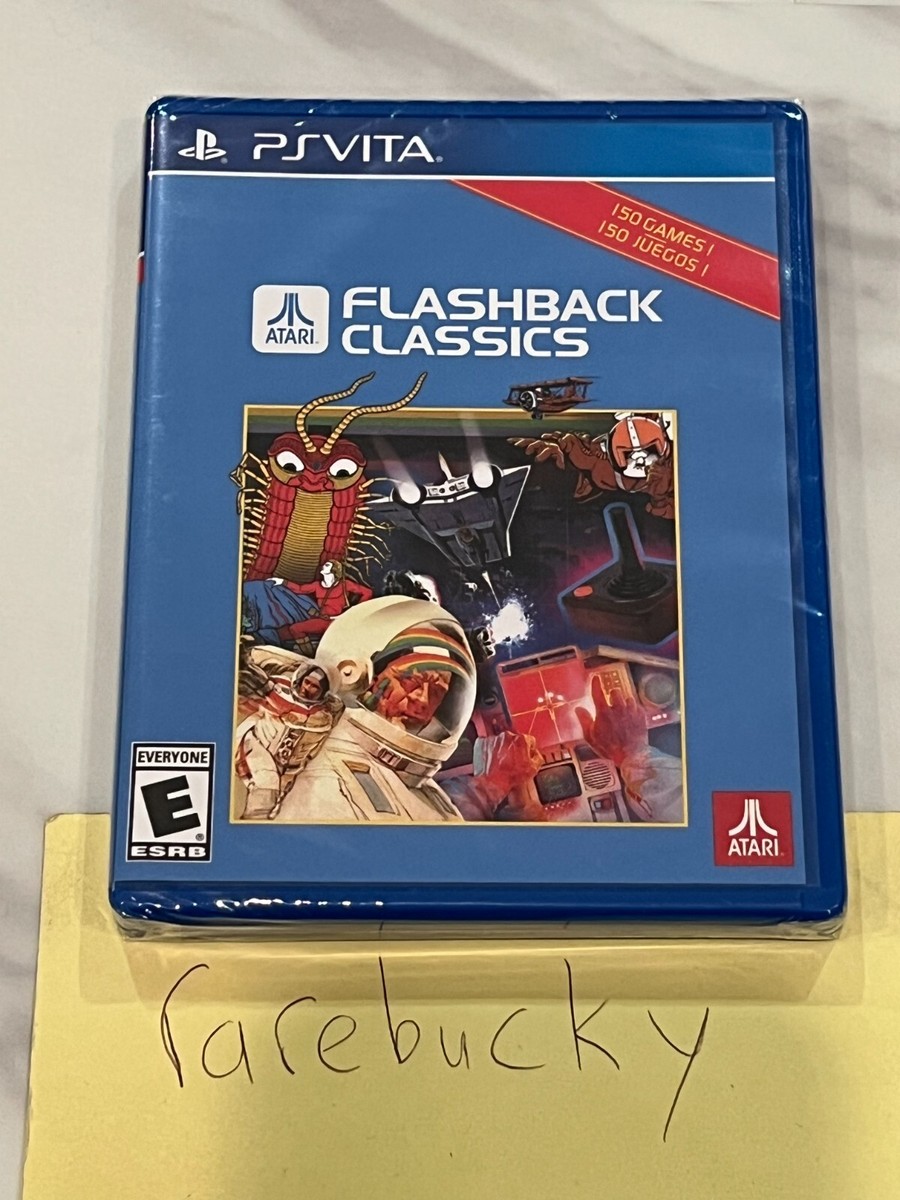 PSVITA
150 GAMES!
150 JUEGOS!
FLASHBACK
CLASSICS
ATARI
EVERYONE
E
ESRB
ATARI
rarebucky